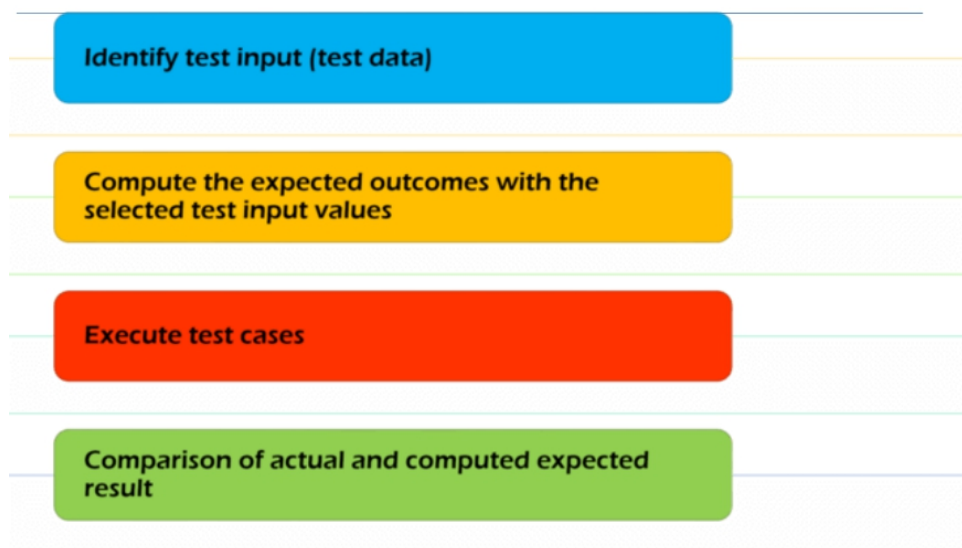 Identify test input (test data)
Compute the expected outcomes with the
selected test input values
Execute test cases
Comparison of actual and computed expected
result